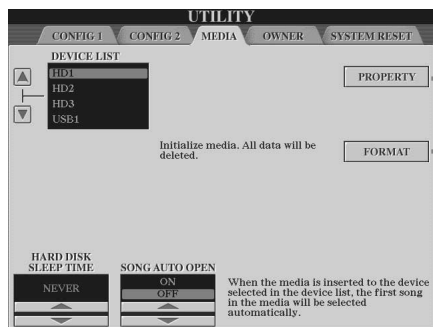 UTILITY
CONFIG 1 CONFIG 2 MEDIA OWNER SYSTEM RESET
DEVICE LIST
HD1
HD2
HD3
USB1
PROPERTY
Initialize media. All data will be
deleted.
FORMAT
HARD DISK
SLEEP TIME
NEVER
SONG AUTO OPEN
ON
OFF
When the media is inserted to the device
selected in the device list, the first song
in the media will be selected
automatically.